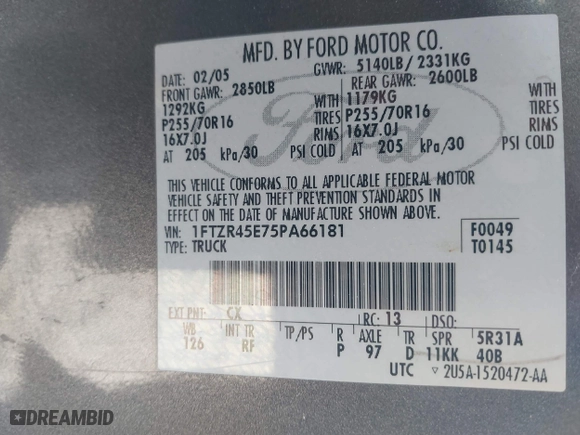 MFD. BY FORD MOTOR CO.
DATE: 02/05 GVWR: 5140LB/ 2331KG
FRONT GAWR: 2850LB REAR GAWR: 2600LB
1292KG WITH 1179KG WITH
P255/70R16 TIRES P255/70R16 TIRES
16X7.0J RIMS 16X7.0J RIMS
AT 205 kPa/30 PSI COLD AT 205 kPa/30 PSI COLD
Ford
THIS VEHICLE CONFORMS TO ALL APPLICABLE FEDERAL MOTOR
VEHICLE SAFETY AND THEFT PREVENTION STANDARDS IN
EFFECT ON THE DATE OF MANUFACTURE SHOWN ABOVE.
VIN: 1FTZR45E75PA66181 F0049
TYPE: TRUCK T0145
EXT PNT: CX RC: 13 DSO:
WB INT TR TP/PS R AXLE TR SPR 5R31A
126 RF P 97 D 11KK 40B
UTC ▽ 2U5A-1520472-AA
DREAMBID